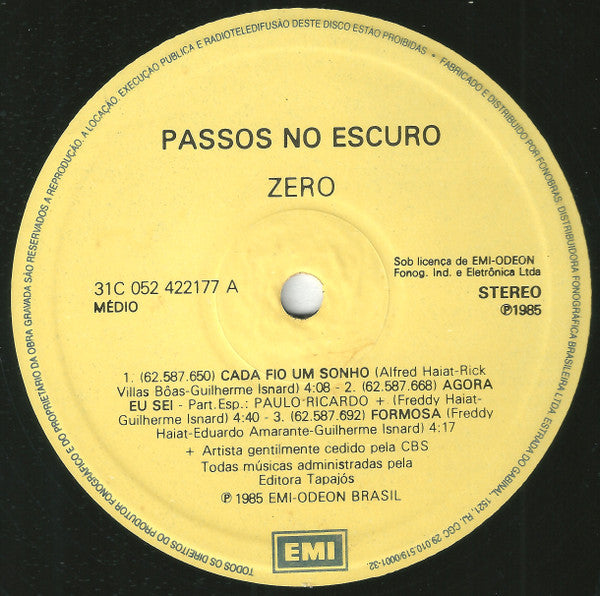 TODOS OS DIREITOS DO PRODUTOR FONOGRÁFICO E DO PROPRIETÁRIO DA OBRA GRAVADA SÃO RESERVADOS A REPRODUÇÃO, A LOCAÇÃO, EXECUÇÃO PUBLICA E RADIOTELEDIFUSÃO DESTE DISCO ESTÃO PROIBIDAS •
FABRICADO E DISTRIBUIDO POR FONOBRÁS: DISTRIBUIDORA FONOGRÁFICA BRASILEIRA LTDA. ESTRADA DO GABINAL, 1521, RJ, CGC 29.010.519/0001-32.
PASSOS NO ESCURO
ZERO
31C 052 422177 A
MÉDIO
Sob licença de EMI-ODEON
Fonog. Ind. e Eletrônica Ltda
STEREO
℗1985
1. (62.587.650) CADA FIO UM SONHO (Alfred Haiat-Rick
Villas Bôas-Guilherme Isnard) 4:08 - 2. (62.587.668) AGORA
EU SEI - Part. Esp.: PAULO RICARDO + (Freddy Haiat-
Guilherme Isnard) 4:40 - 3. (62.587.692) FORMOSA (Freddy
Haiat-Eduardo Amarante-Guilherme Isnard) 4:17
+ Artista gentilmente cedido pela CBS
Todas músicas administradas pela
Editora Tapajós
℗ 1985 EMI-ODEON BRASIL
EMI